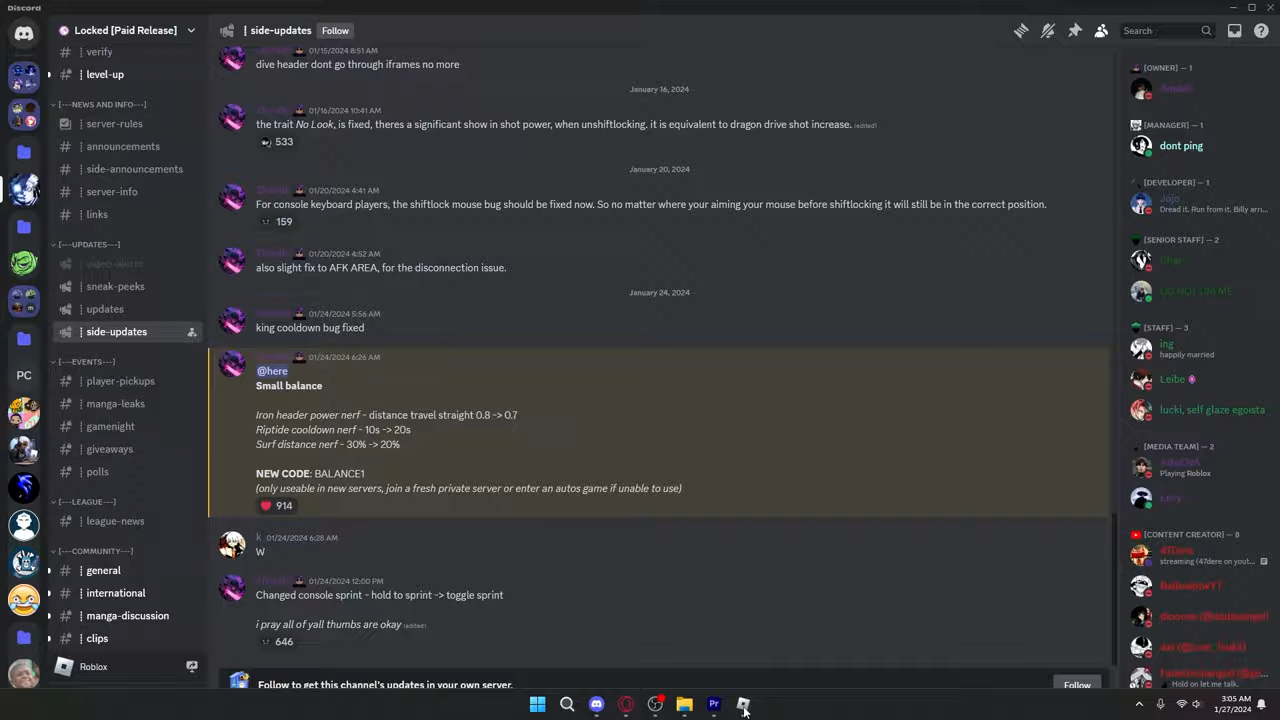 Discord
Locked [Paid Release]
verify
level-up
[---NEWS AND INFO---]
server-rules
announcements
side-announcements
server-info
links
[---UPDATES---]
video-alerts
sneak-peeks
updates
side-updates
[---EVENTS---]
player-pickups
manga-leaks
gamenight
giveaways
polls
[---LEAGUE---]
league-news
[---COMMUNITY---]
general
international
manga-discussion
clips
Roblox
PC
side-updates
Follow
Search
01/15/2024 8:51 AM
dive header dont go through iframes no more
January 16, 2024
01/16/2024 10:41 AM
the trait No Look, is fixed, theres a significant show in shot power, when unshiftlocking. it is equivalent to dragon drive shot increase. (edited)
533
January 20, 2024
01/20/2024 4:41 AM
For console keyboard players, the shiftlock mouse bug should be fixed now. So no matter where your aiming your mouse before shiftlocking it will still be in the correct position.
159
01/20/2024 4:52 AM
also slight fix to AFK AREA, for the disconnection issue.
January 24, 2024
01/24/2024 5:56 AM
king cooldown bug fixed
01/24/2024 6:26 AM
@here
Small balance
Iron header power nerf - distance travel straight 0.8 -> 0.7
Riptide cooldown nerf - 10s -> 20s
Surf distance nerf - 30% -> 20%
NEW CODE: BALANCE1
(only useable in new servers, join a fresh private server or enter an autos game if unable to use)
914
k 01/24/2024 6:28 AM
W
01/24/2024 12:00 PM
Changed console sprint - hold to sprint -> toggle sprint
i pray all of yall thumbs are okay (edited)
646
Follow to get this channel's updates in your own server.
Follow
[OWNER] — 1
[MANAGER] — 1
dont ping
[DEVELOPER] — 1
Jojo
Dread it. Run from it. Billy arri...
[SENIOR STAFF] — 2
[STAFF] — 3
ing
happily married
Leibe
lucki, self glaze egoista
[MEDIA TEAM] — 2
Playing Roblox
[CONTENT CREATOR] — 8
streaming (47dere on yout...
Hold on let me talk.
Pr
3:05 AM
1/27/2024